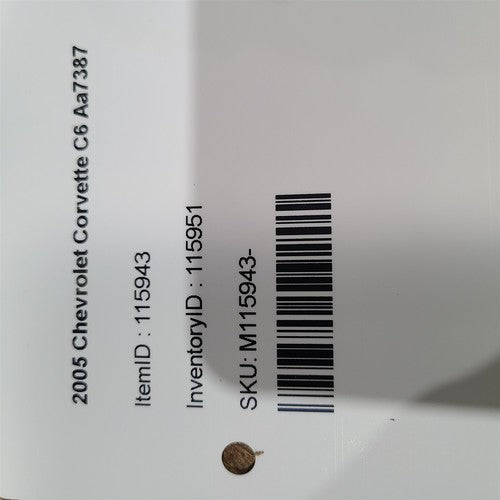 2005 Chevrolet Corvette C6 Aa7387
ItemID : 115943
InventoryID : 115951
SKU: M115943-